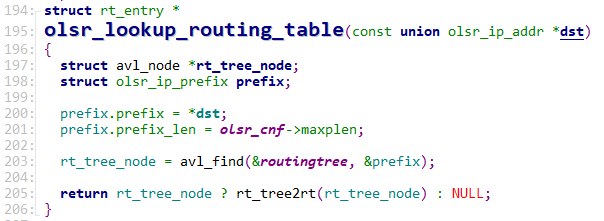 194: struct rt_entry *
195: olsr_lookup_routing_table(const union olsr_ip_addr *dst)
196: {
197:   struct avl_node *rt_tree_node;
198:   struct olsr_ip_prefix prefix;
199:
200:   prefix.prefix = *dst;
201:   prefix.prefix_len = olsr_cnf->maxplen;
202:
203:   rt_tree_node = avl_find(&routingtree, &prefix);
204:
205:   return rt_tree_node ? rt_tree2rt(rt_tree_node) : NULL;
206: }